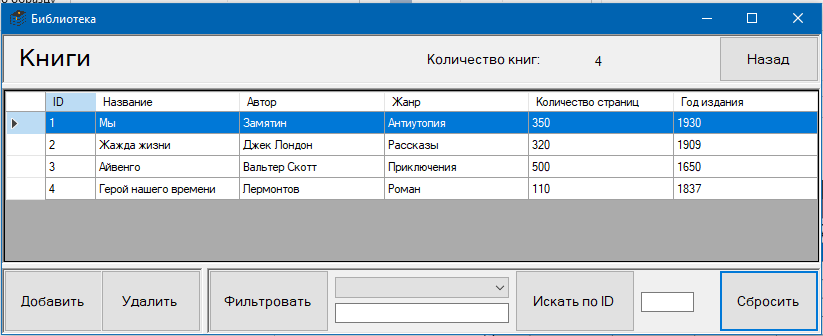 Библиотека
Книги
Количество книг: 4
Назад
ID Название Автор Жанр Количество страниц Год издания
1 Мы Замятин Антиутопия 350 1930
2 Жажда жизни Джек Лондон Рассказы 320 1909
3 Айвенго Вальтер Скотт Приключения 500 1650
4 Герой нашего времени Лермонтов Роман 110 1837
Добавить Удалить Фильтровать Искать по ID Сбросить